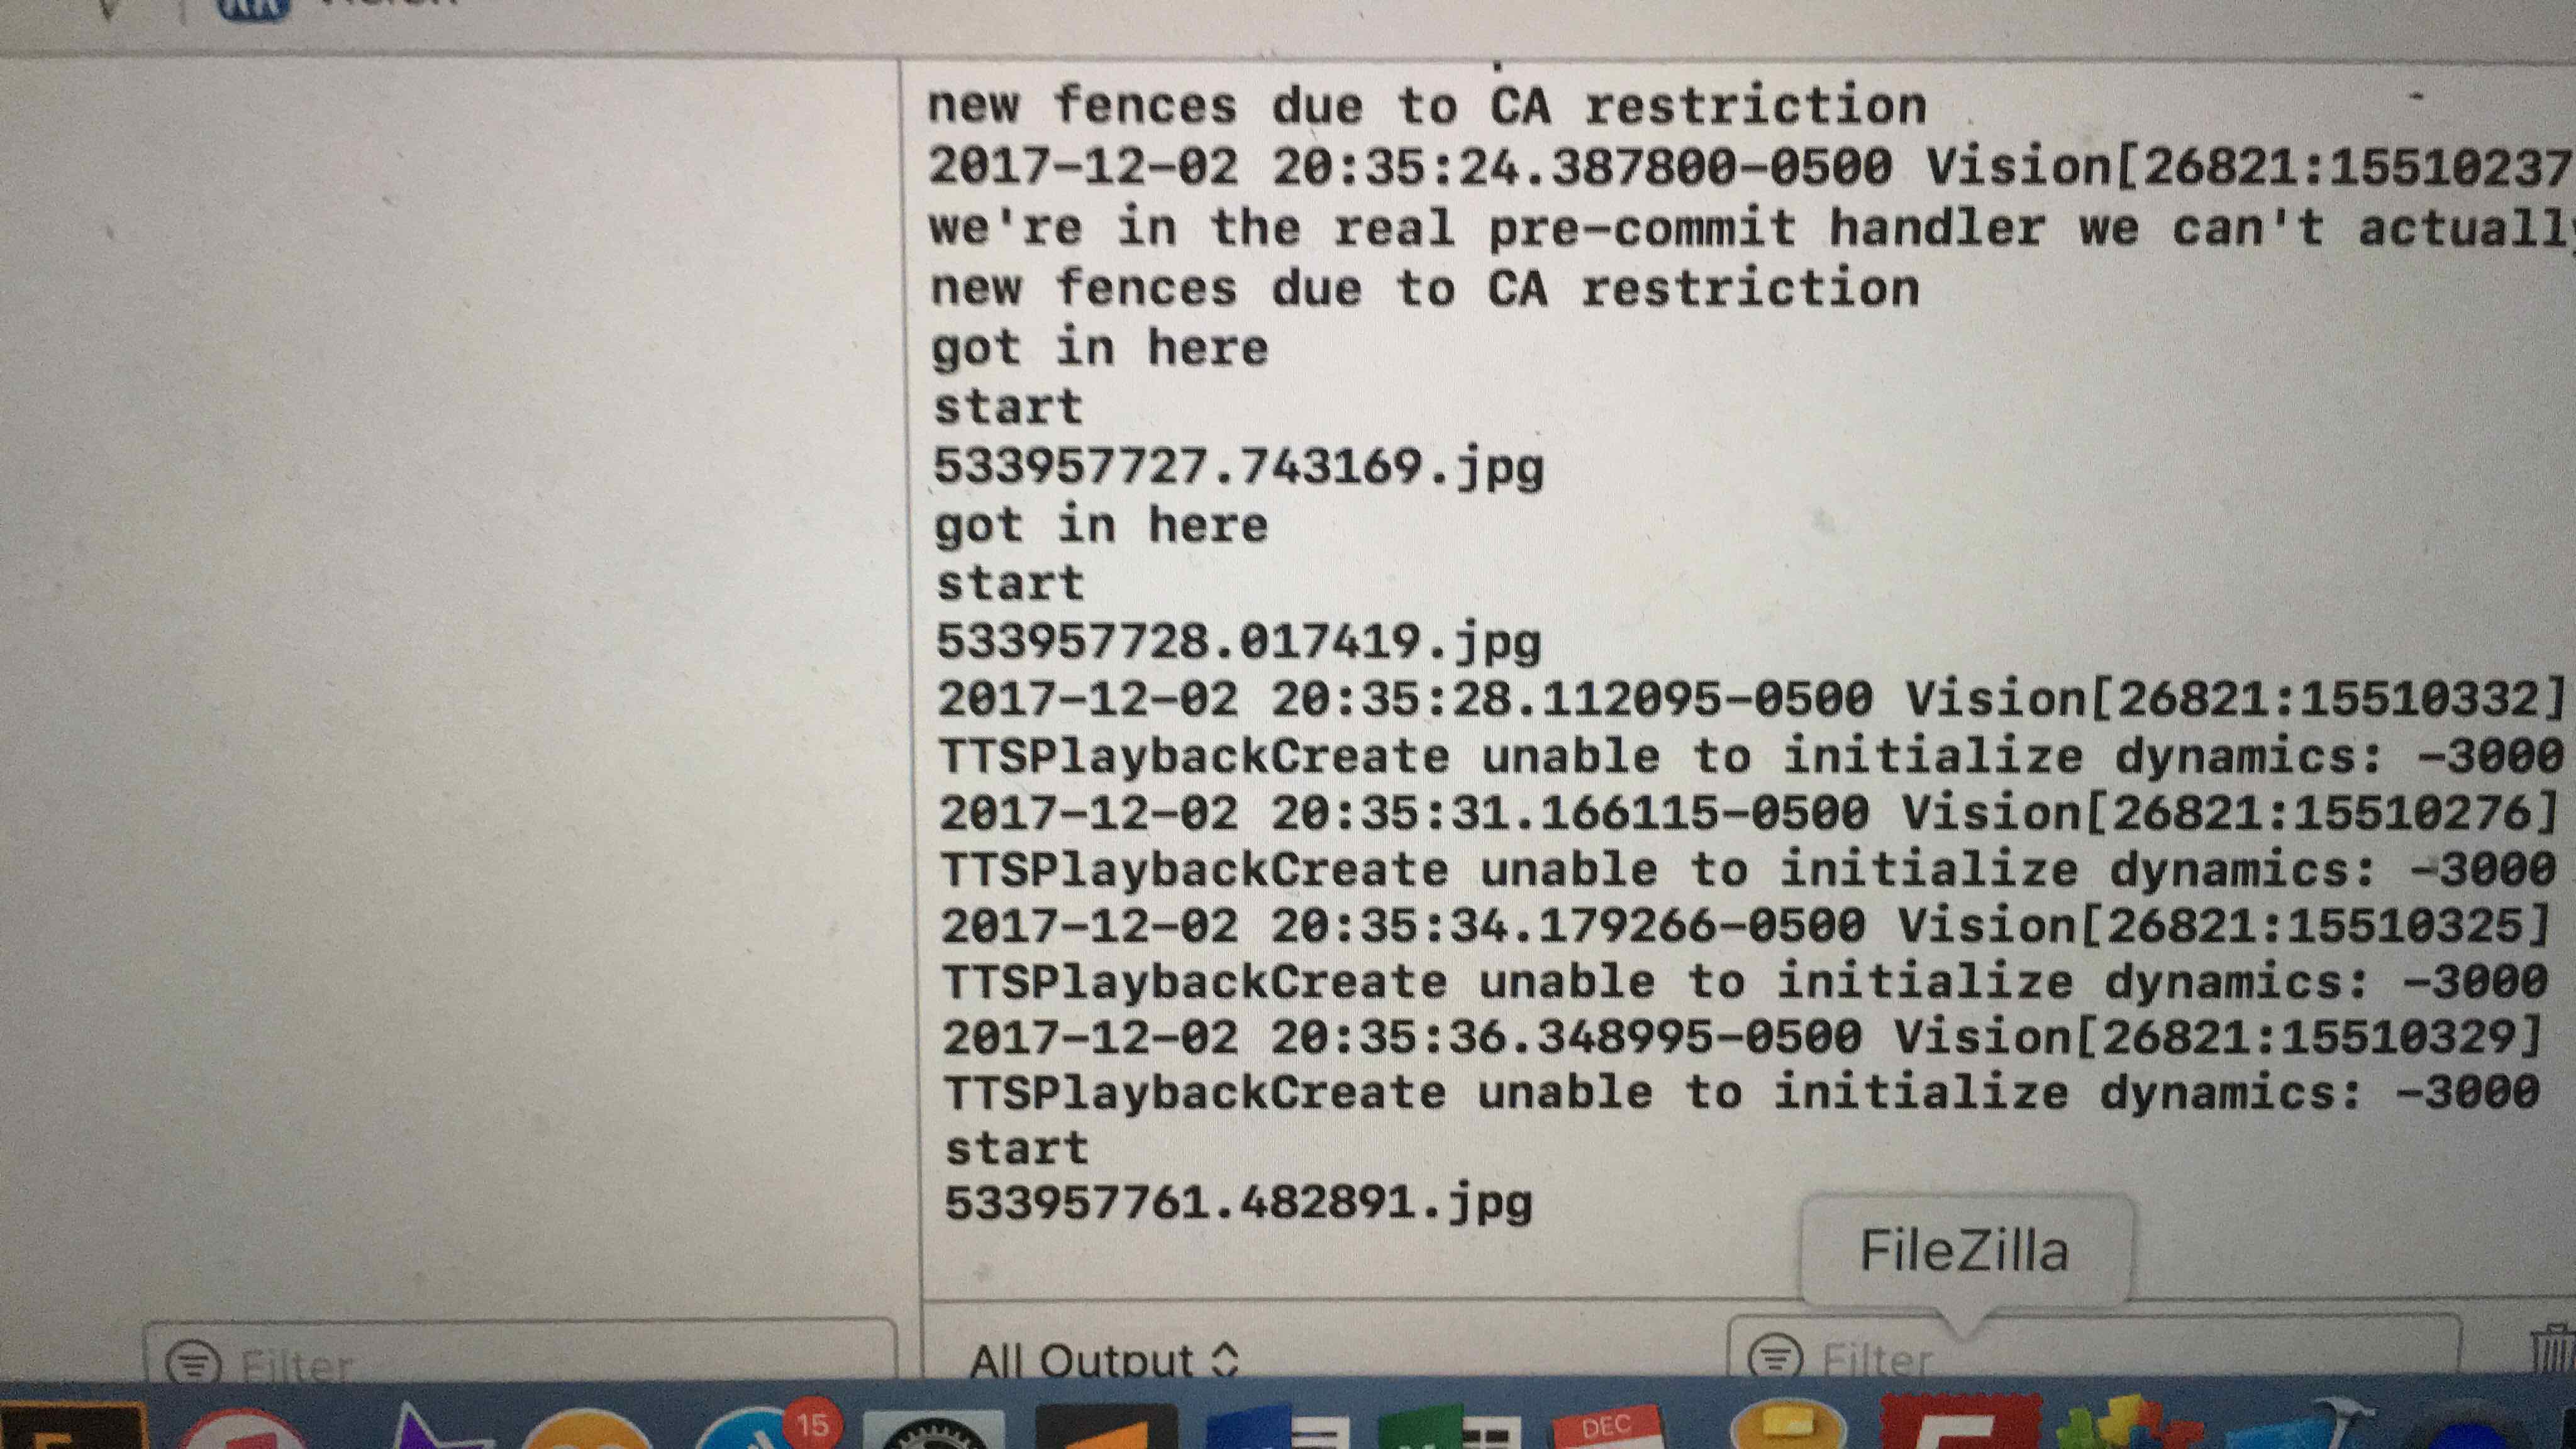 new fences due to CA restriction
2017-12-02 20:35:24.387800-0500 Vision[26821:15510237
we're in the real pre-commit handler we can't actuall
new fences due to CA restriction
got in here
start
533957727.743169.jpg
got in here
start
533957728.017419.jpg
2017-12-02 20:35:28.112095-0500 Vision[26821:15510332]
TTSPlaybackCreate unable to initialize dynamics: -3000
2017-12-02 20:35:31.166115-0500 Vision[26821:15510276]
TTSPlaybackCreate unable to initialize dynamics: -3000
2017-12-02 20:35:34.179266-0500 Vision[26821:15510325]
TTSPlaybackCreate unable to initialize dynamics: -3000
2017-12-02 20:35:36.348995-0500 Vision[26821:15510329]
TTSPlaybackCreate unable to initialize dynamics: -3000
start
533957761.482891.jpg
FileZilla
Filter
All Output
Filter
15
DEC